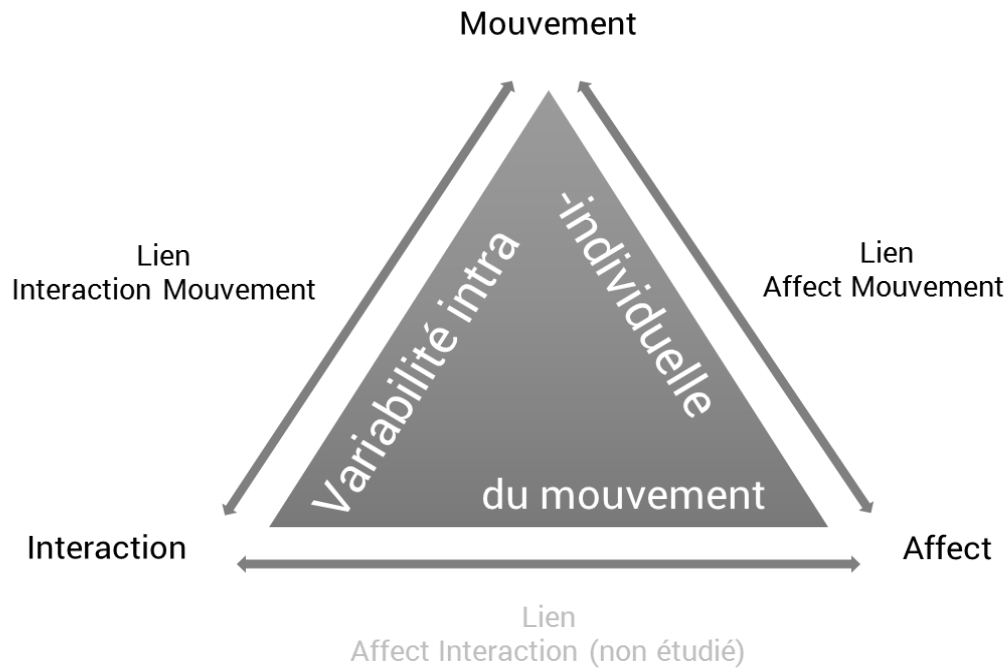 Mouvement
Lien
Interaction Mouvement
Lien
Affect Mouvement
Variabilité intra
-individuelle
du mouvement
Interaction
Affect
Lien
Affect Interaction (non étudié)